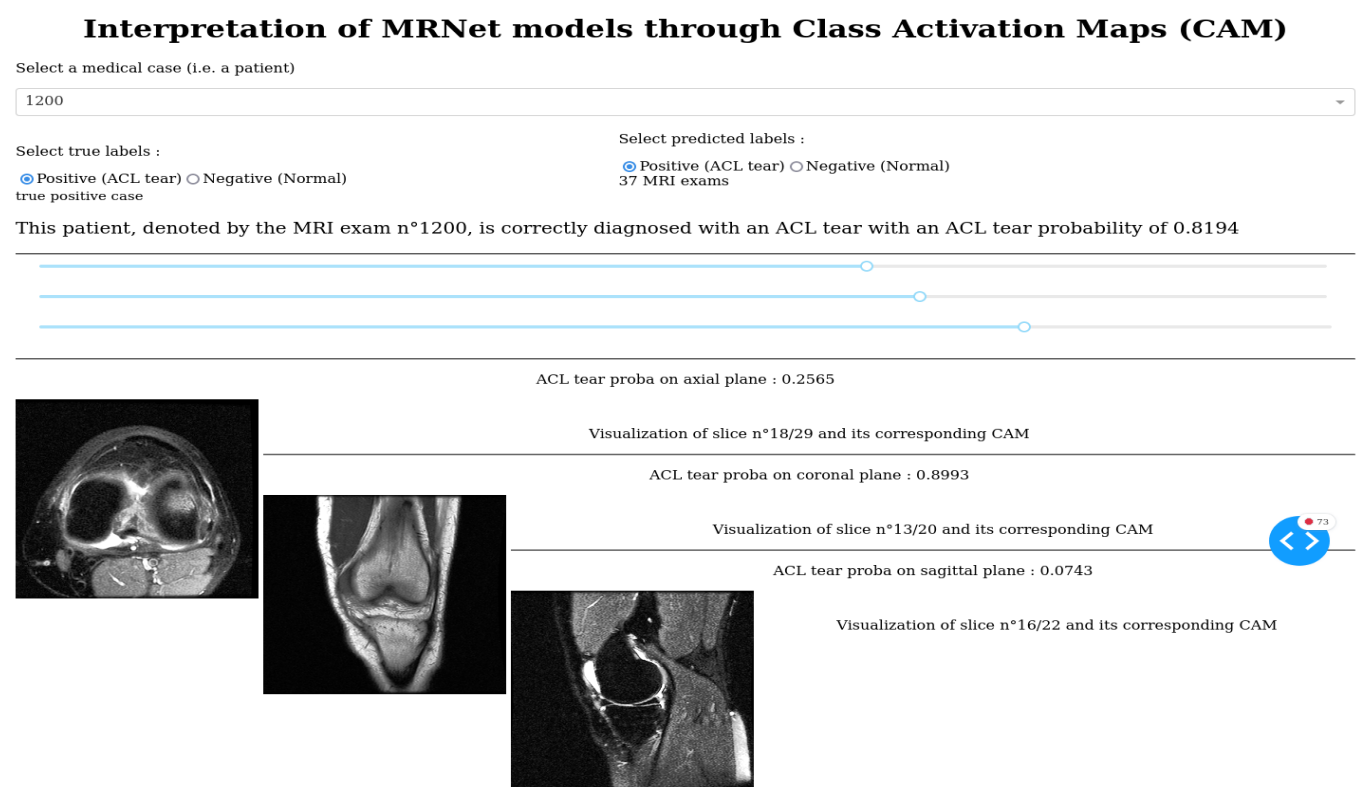 Interpretation of MRNet models through Class Activation Maps (CAM)
Select a medical case (i.e. a patient)
1200
Select true labels :
Positive (ACL tear) Negative (Normal)
true positive case
Select predicted labels :
Positive (ACL tear) Negative (Normal)
37 MRI exams
This patient, denoted by the MRI exam n°1200, is correctly diagnosed with an ACL tear with an ACL tear probability of 0.8194
ACL tear proba on axial plane : 0.2565
Visualization of slice n°18/29 and its corresponding CAM
ACL tear proba on coronal plane : 0.8993
Visualization of slice n°13/20 and its corresponding CAM
73
ACL tear proba on sagittal plane : 0.0743
Visualization of slice n°16/22 and its corresponding CAM